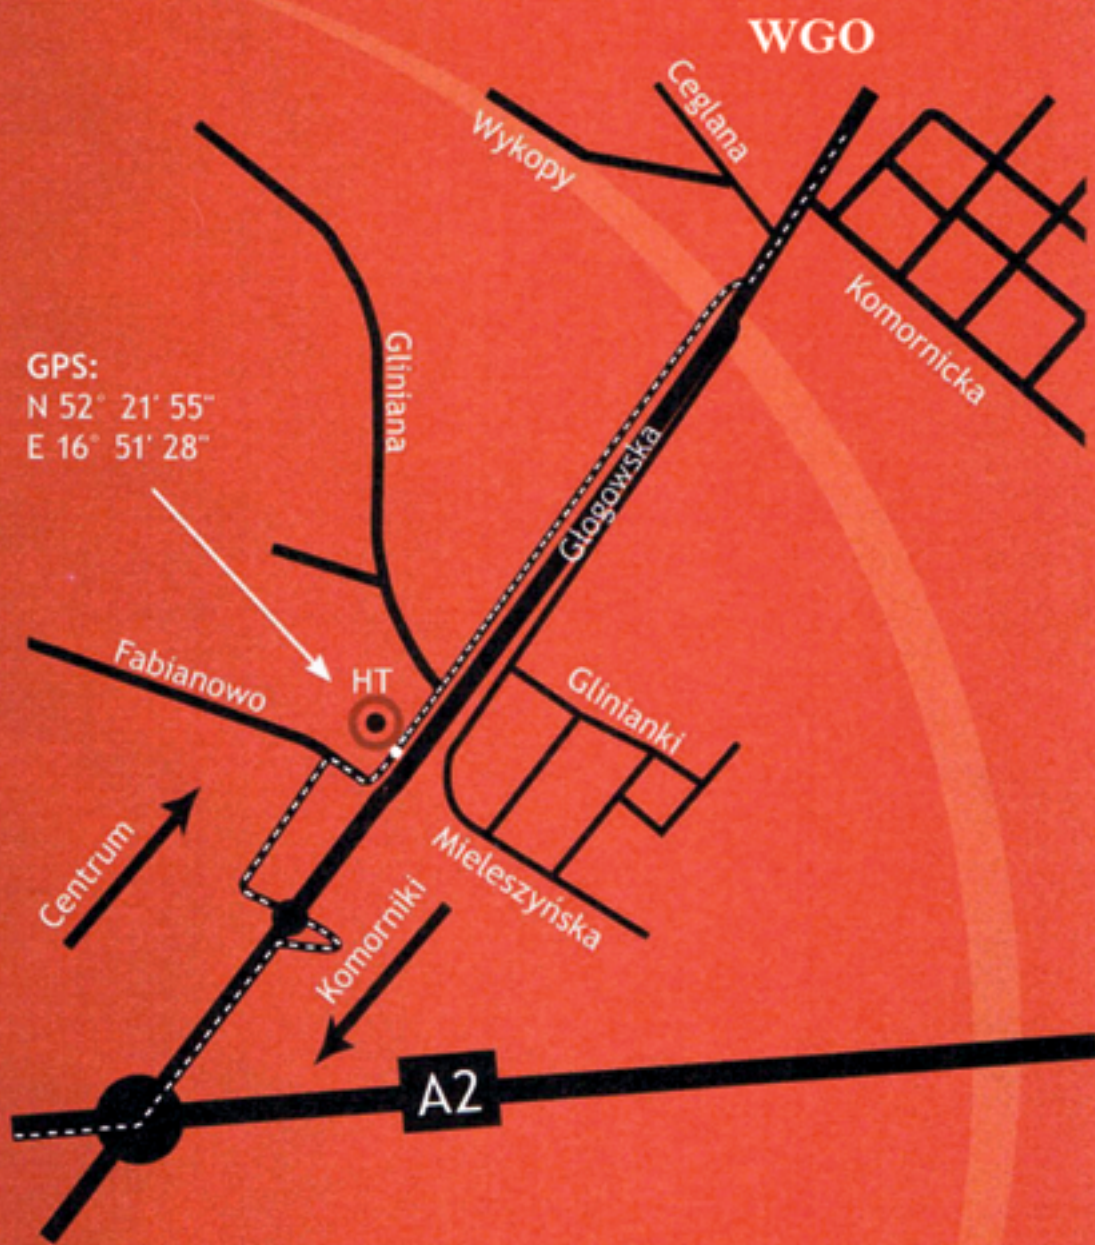 WGO
Ceglana
Wykopy
Komornicka
Gliniana
GPS:
N 52° 21' 55"
E 16° 51' 28"
Głogowska
Fabianowo
HT
Glinianki
Centrum
Mieleszyńska
Komorniki
A2